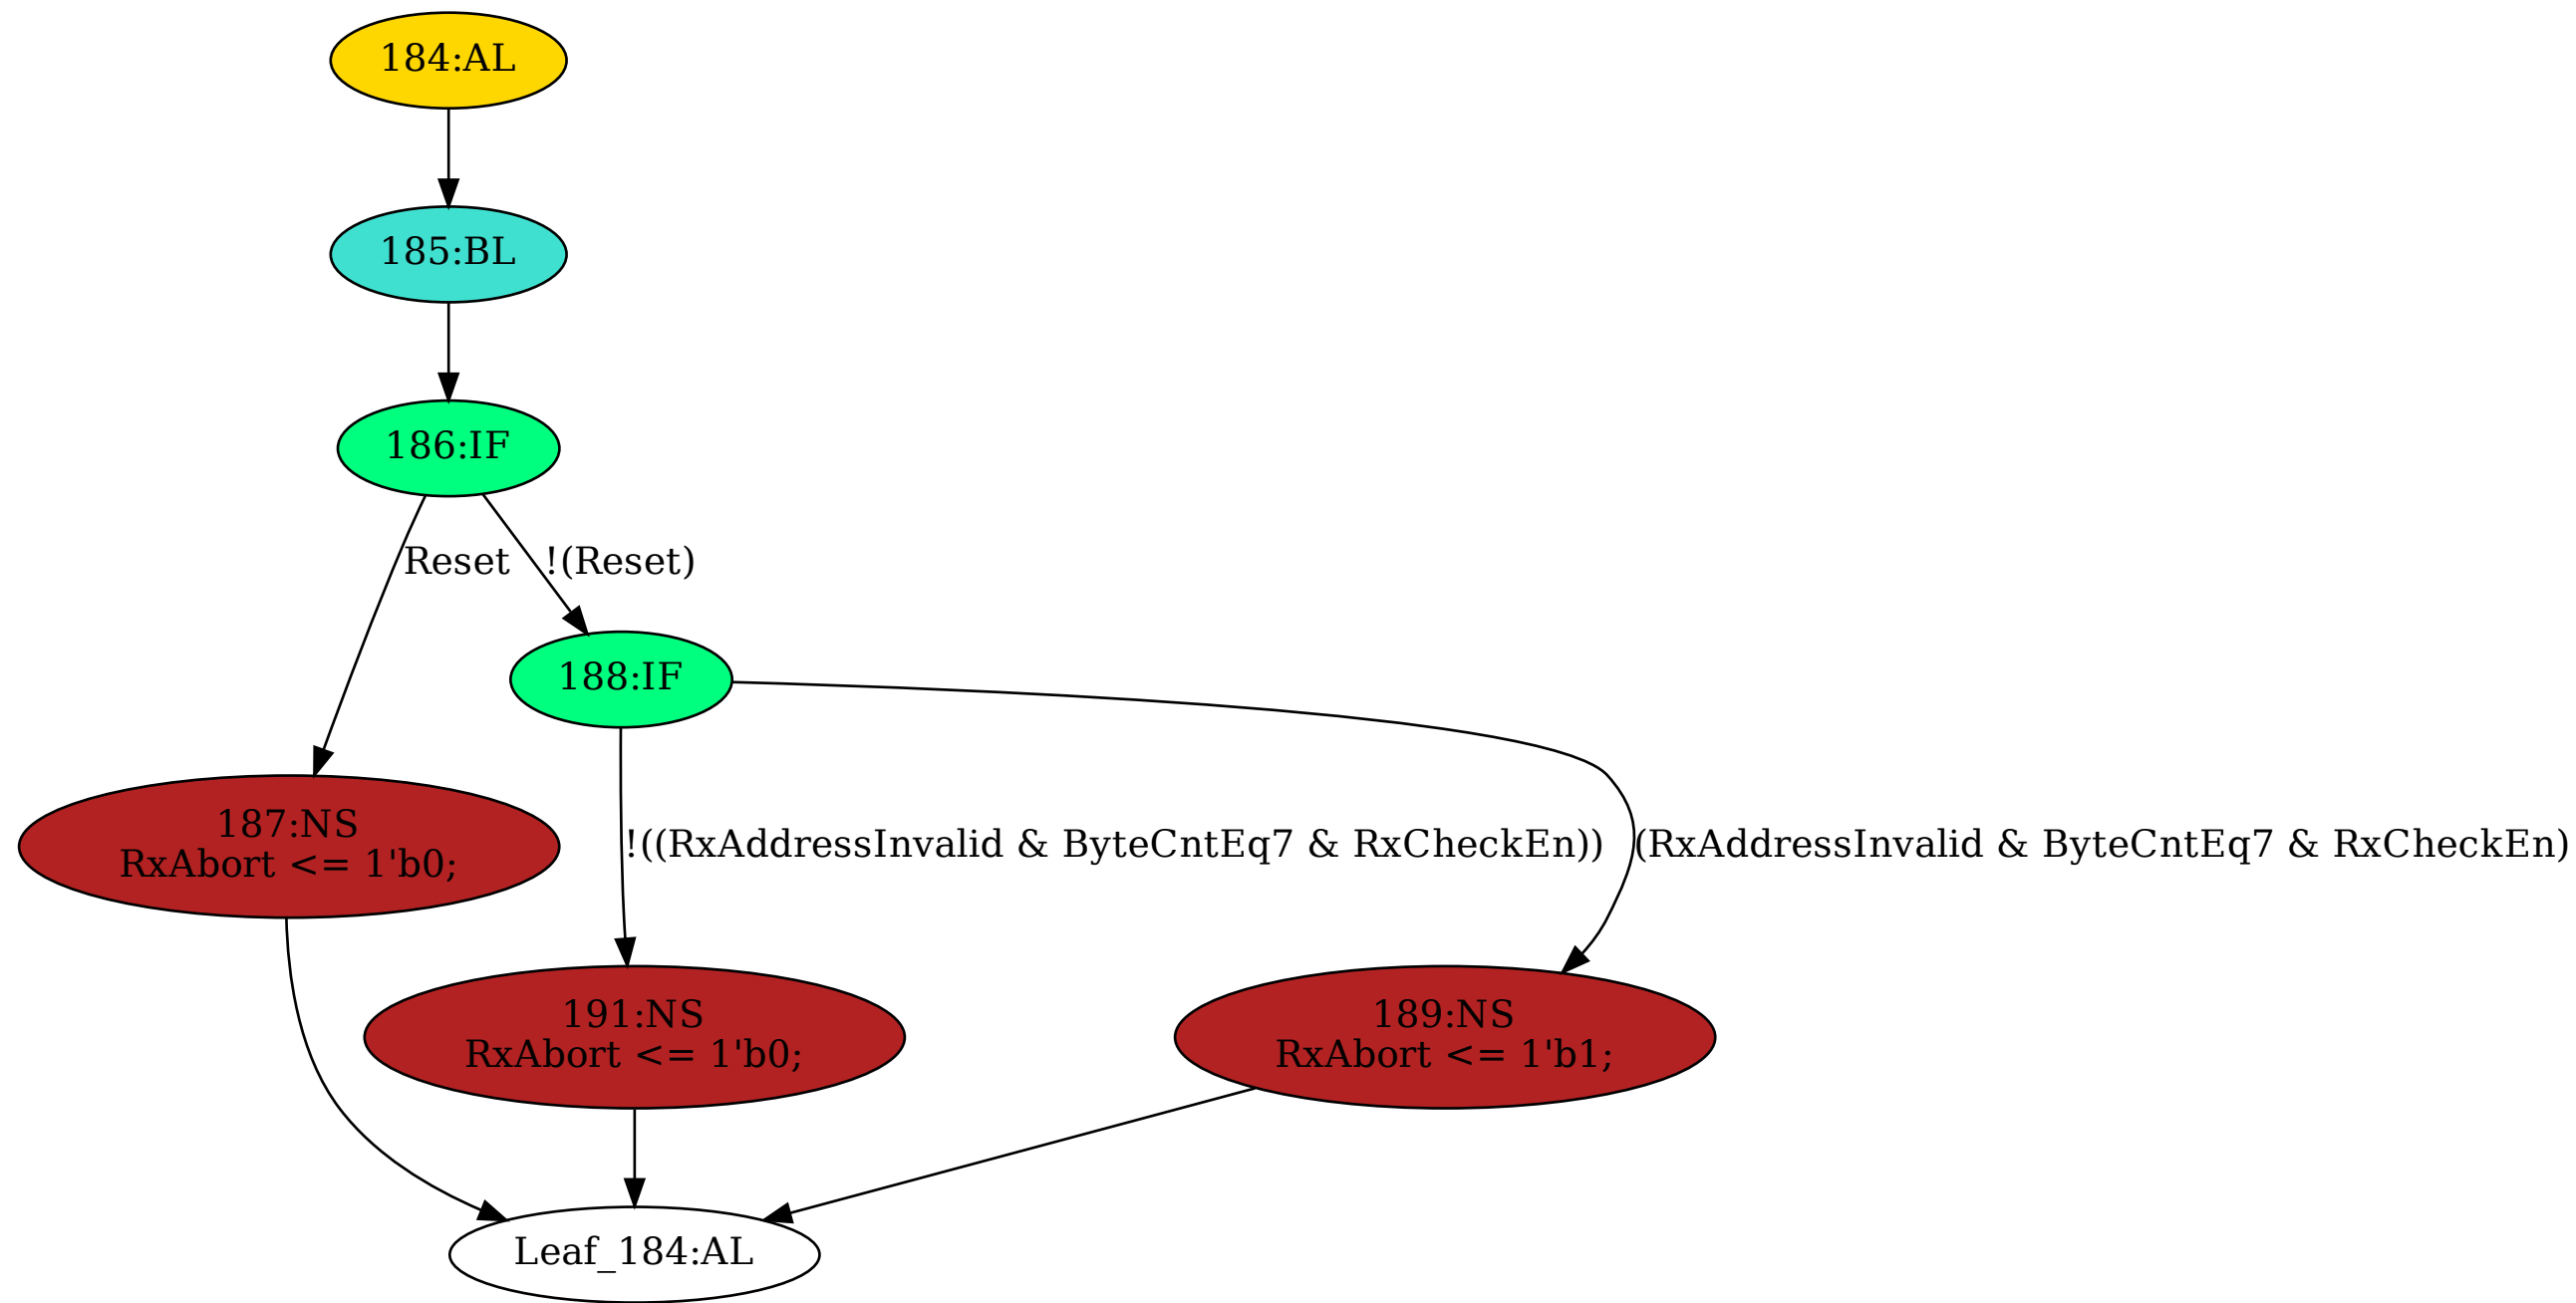 184:AL
185:BL
186:IF
Reset
!(Reset)
188:IF
187:NS
RxAbort <= 1'b0;
!((RxAddressInvalid & ByteCntEq7 & RxCheckEn))
(RxAddressInvalid & ByteCntEq7 & RxCheckEn)
191:NS
RxAbort <= 1'b0;
189:NS
RxAbort <= 1'b1;
Leaf_184:AL